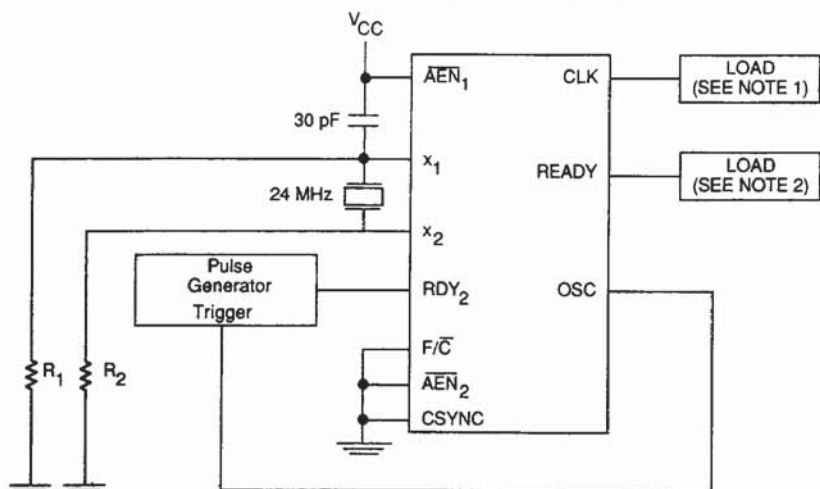 VCC
AEN1
CLK
LOAD
(SEE NOTE 1)
30 pF
X1
READY
LOAD
(SEE NOTE 2)
24 MHz
X2
Pulse
Generator
Trigger
RDY2
OSC
F/C
R1
R2
AEN2
CSYNC